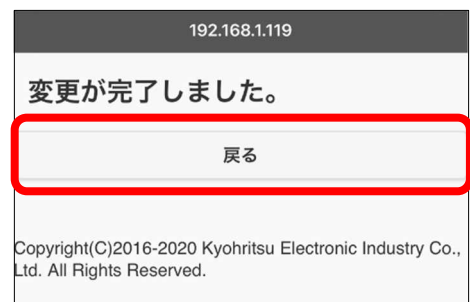 192.168.1.119
変更が完了しました。
戻る
Copyright(C)2016-2020 Kyohritsu Electronic Industry Co.,
Ltd. All Rights Reserved.